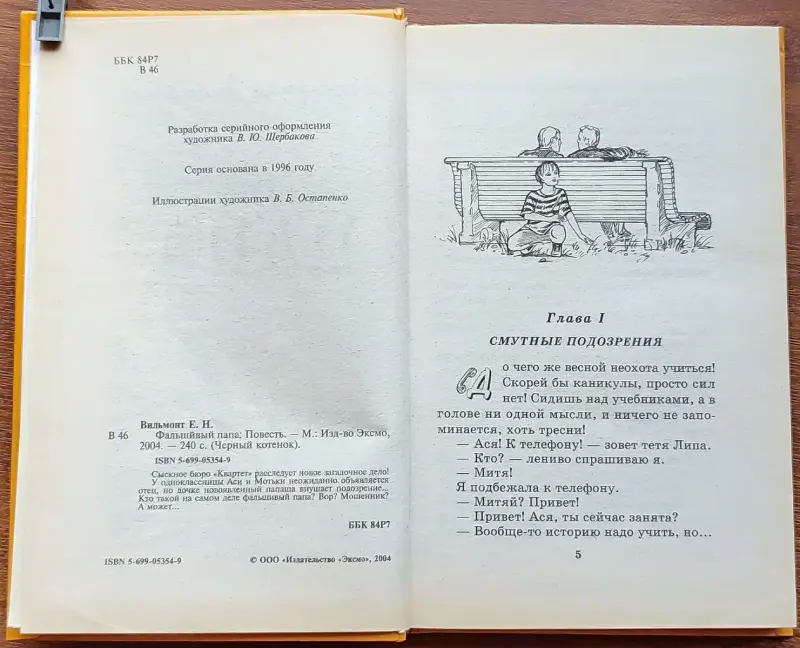 ББК 84Р7
В 46
Разработка серийного оформления
художника В. Ю. Щербакова
Серия основана в 1996 году
Иллюстрации художника В. Б. Остапенко
Вильмонт Е. Н.
В 46 Фальшивый папа: Повесть. — М.: Изд-во Эксмо,
2004. — 240 с. (Черный котенок).
ISBN 5-699-05354-9
Сыскное бюро «Квартет» расследует новое загадочное дело!
У одноклассницы Аси и Мотьки неожиданно объявляется
отец, но дочке новоявленный папаша внушает подозрение...
Кто такой на самом деле фальшивый папа? Вор? Мошенник?
А может...
ББК 84Р7
ISBN 5-699-05354-9 © ООО «Издательство «Эксмо», 2004
Глава I
СМУТНЫЕ ПОДОЗРЕНИЯ
До чего же весной неохота учиться!
Скорей бы каникулы, просто сил
нет! Сидишь над учебниками, а в
голове ни одной мысли, и ничего не запо-
минается, хоть тресни!
— Ася! К телефону! — зовет тетя Липа.
— Кто? — лениво спрашиваю я.
— Митя!
Я подбежала к телефону.
— Митяй? Привет!
— Привет! Ася, ты сейчас занята?
— Вообще-то историю надо учить, но...
5